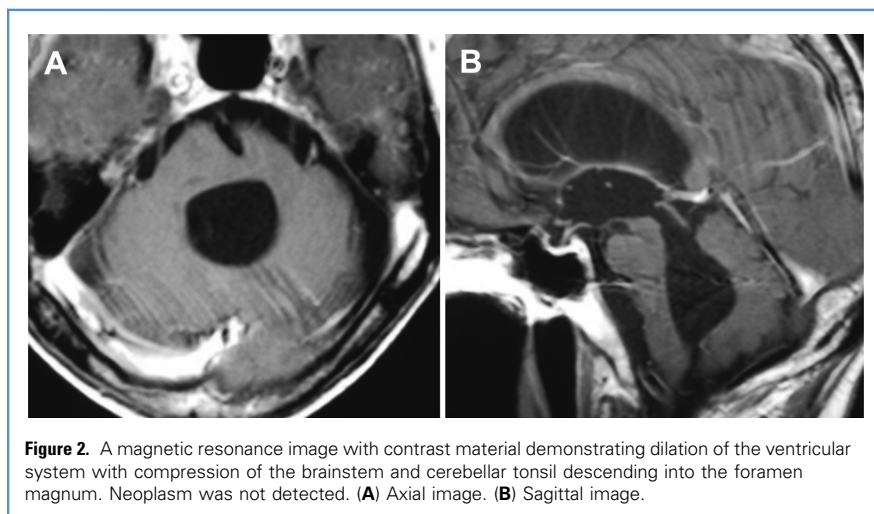 A
B
Figure 2. A magnetic resonance image with contrast material demonstrating dilation of the ventricular
system with compression of the brainstem and cerebellar tonsil descending into the foramen
magnum. Neoplasm was not detected. (A) Axial image. (B) Sagittal image.